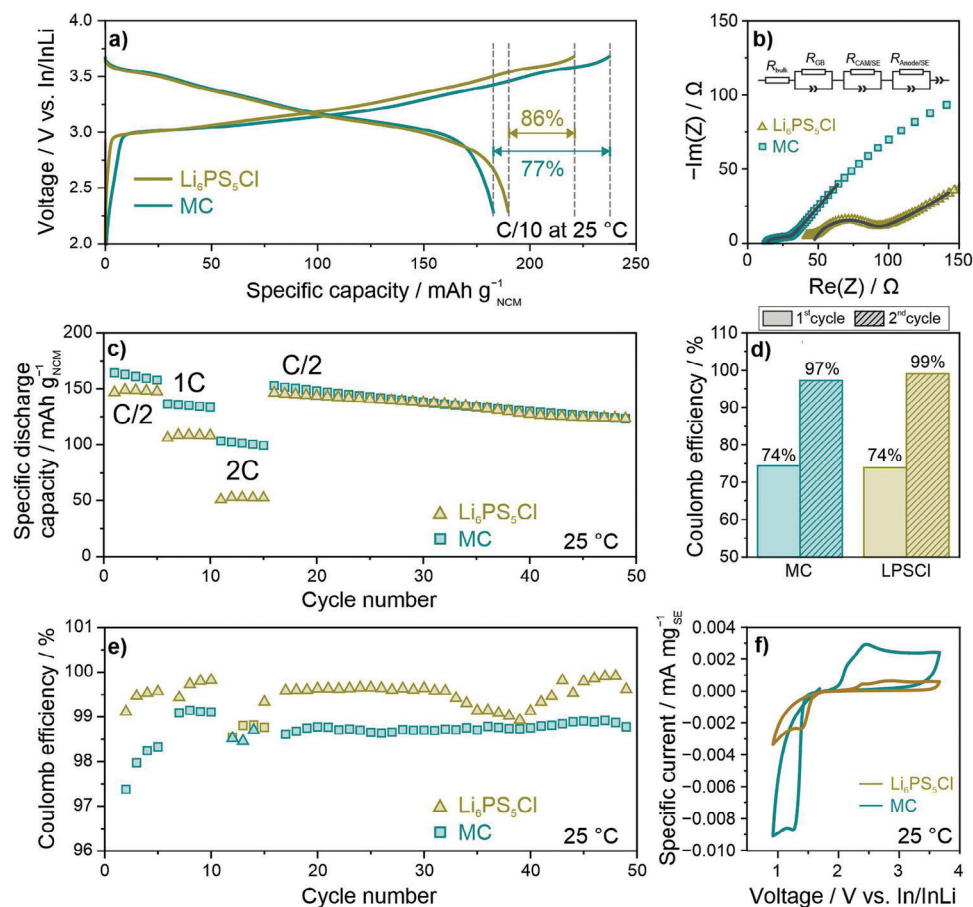 a)
Voltage / V vs. In/InLi
4.0
3.5
3.0
2.5
2.0
86%
77%
Li₆PS₅Cl
MC
C/10 at 25 °C
0 50 100 150 200 250
Specific capacity / mAh g⁻¹NCM
b)
−Im(Z) / Ω
100
50
0
Rbulk RGB RCAM/SE RAnode/SE
Li₆PS₅Cl
MC
0 50 100 150
Re(Z) / Ω
c)
Specific discharge
capacity / mAh g⁻¹NCM
200
150
100
50
0
C/2
1C
2C
C/2
Li₆PS₅Cl
MC
25 °C
0 10 20 30 40 50
Cycle number
1ˢᵗcycle 2ⁿᵈcycle
d)
Coulomb efficiency / %
100
90
80
70
60
50
74%
97%
74%
99%
MC LPSCl
e)
Coulomb efficiency / %
101
100
99
98
97
96
Li₆PS₅Cl
MC
25 °C
0 10 20 30 40 50
Cycle number
f)
Specific current / mA mg⁻¹SE
0.004
0.002
0.000
−0.002
−0.004
−0.006
−0.008
−0.010
Li₆PS₅Cl
MC
25 °C
1 2 3 4
Voltage / V vs. In/InLi